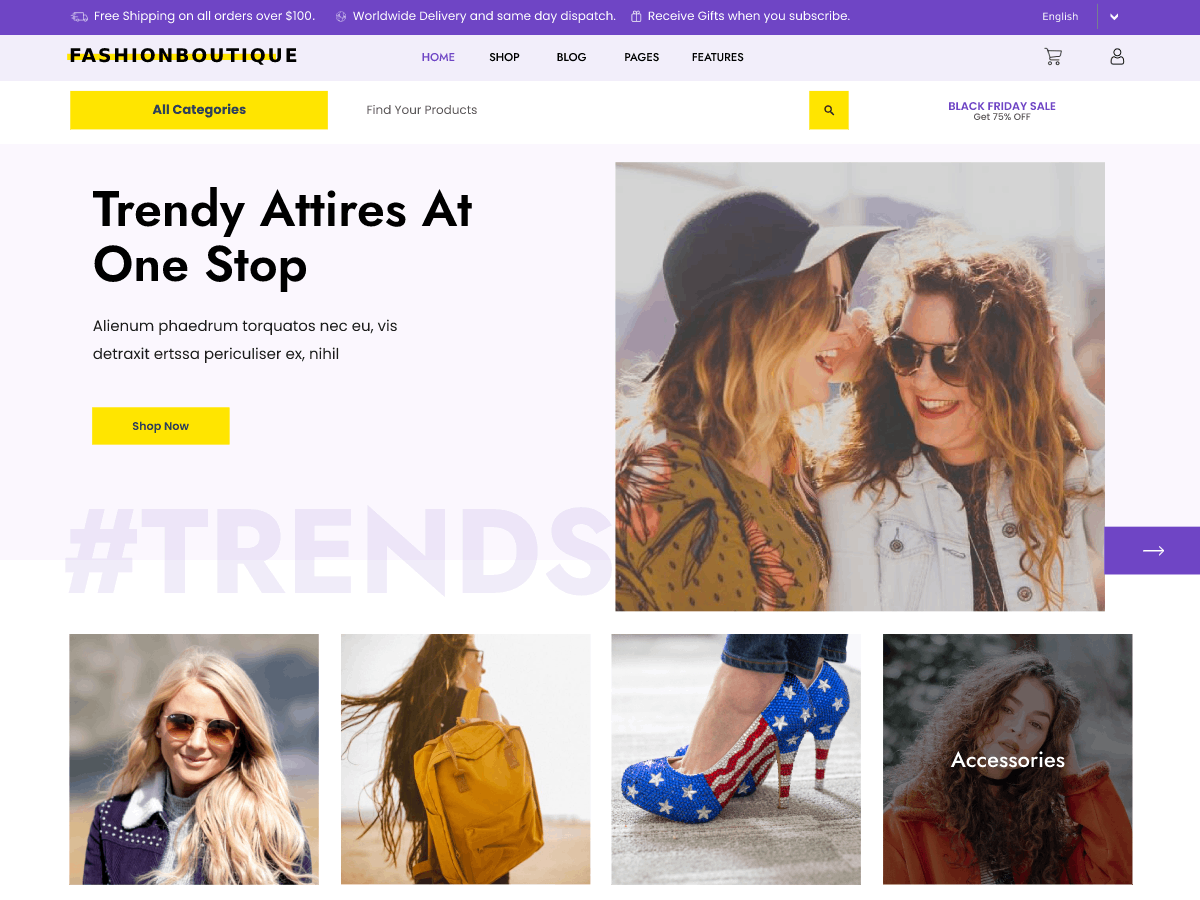 Free Shipping on all orders over $100.
Worldwide Delivery and same day dispatch.
Receive Gifts when you subscribe.
English
FASHIONBOUTIQUE
HOME
SHOP
BLOG
PAGES
FEATURES
All Categories
Find Your Products
BLACK FRIDAY SALE
Get 75% OFF
Trendy Attires At
One Stop
Alienum phaedrum torquatos nec eu, vis
detraxit ertssa periculiser ex, nihil
Shop Now
#TRENDS
Accessories